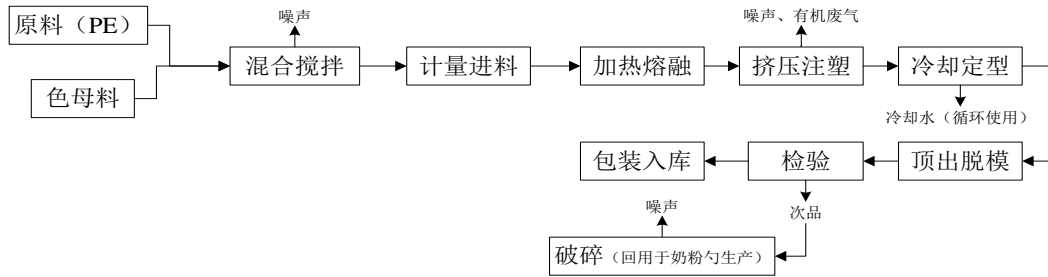 原料（PE）
色母料
噪声
混合搅拌
计量进料
加热熔融
噪声、有机废气
挤压注塑
冷却定型
冷却水（循环使用）
顶出脱模
检验
包装入库
次品
噪声
破碎（回用于奶粉勺生产）